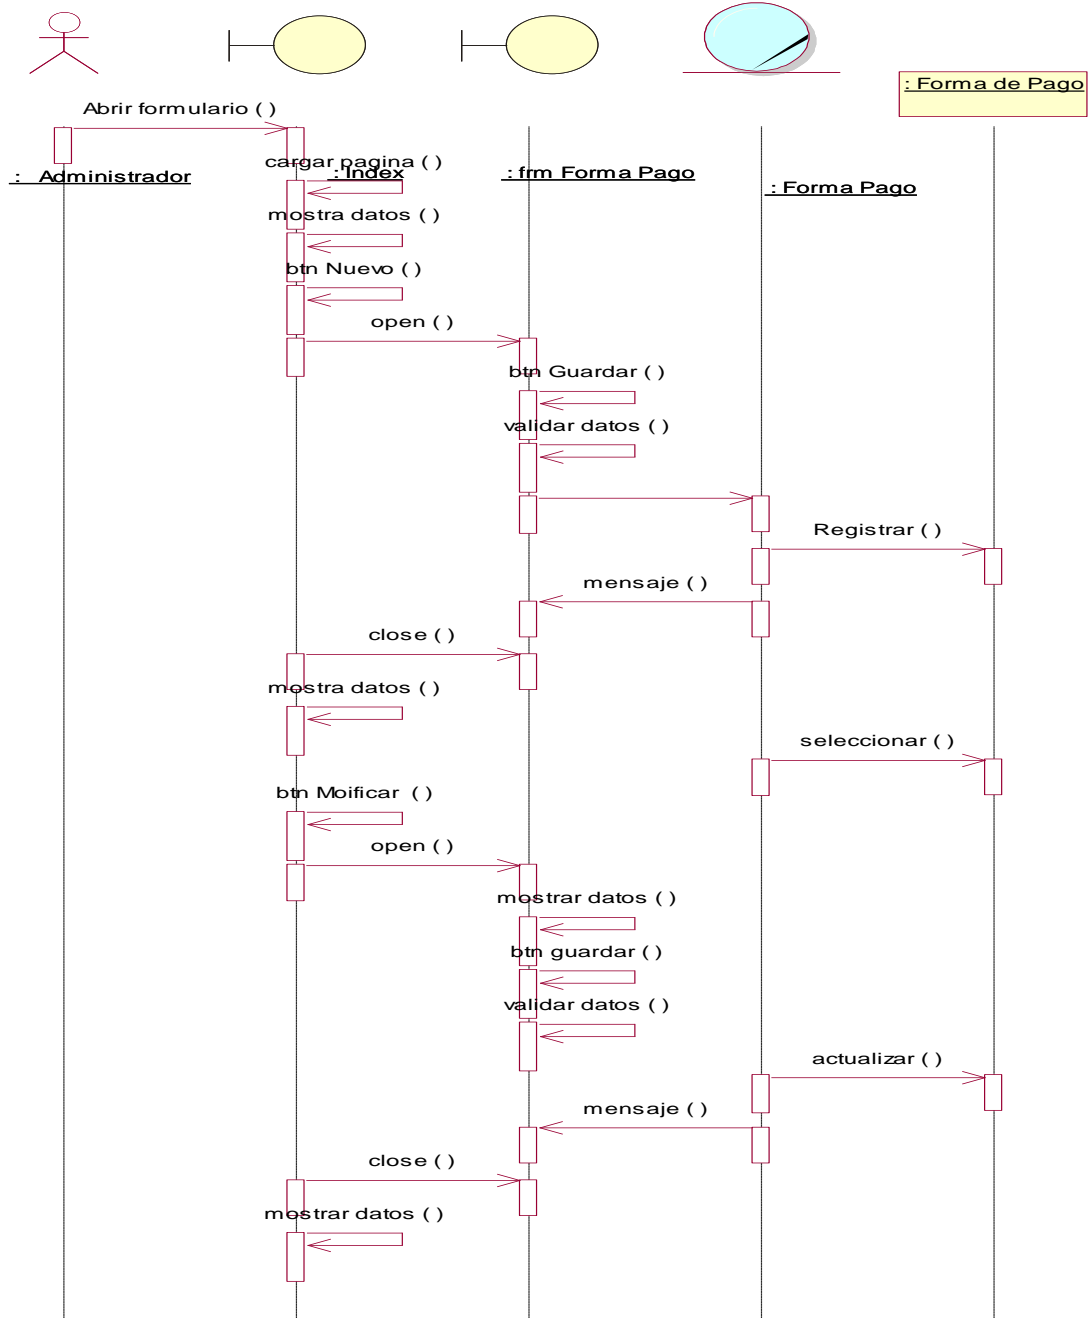 : Forma de Pago
Abrir formulario ( )
cargar pagina ( )
: Administrador
: Index
: frm Forma Pago
: Forma Pago
mostra datos ( )
btn Nuevo ( )
open ( )
btn Guardar ( )
validar datos ( )
Registrar ( )
mensaje ( )
close ( )
mostra datos ( )
seleccionar ( )
btn Moificar ( )
open ( )
mostrar datos ( )
btn guardar ( )
validar datos ( )
actualizar ( )
mensaje ( )
close ( )
mostrar datos ( )